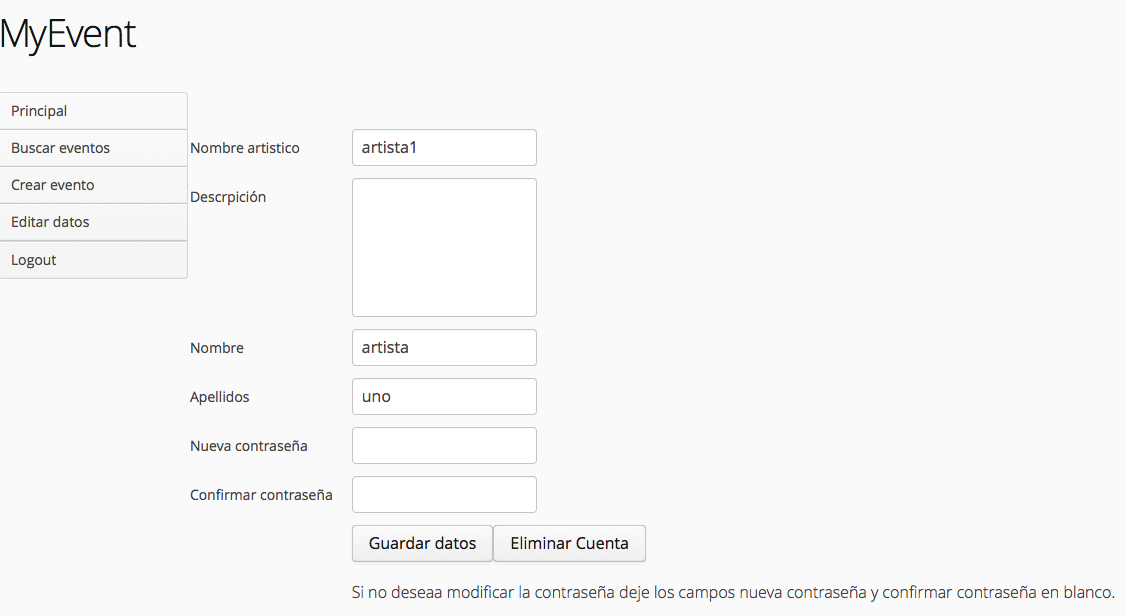 MyEvent
Principal
Buscar eventos
Crear evento
Editar datos
Logout
Nombre artistico
artista1
Descrpición
Nombre
artista
Apellidos
uno
Nueva contraseña
Confirmar contraseña
Guardar datos
Eliminar Cuenta
Si no deseaa modificar la contraseña deje los campos nueva contraseña y confirmar contraseña en blanco.